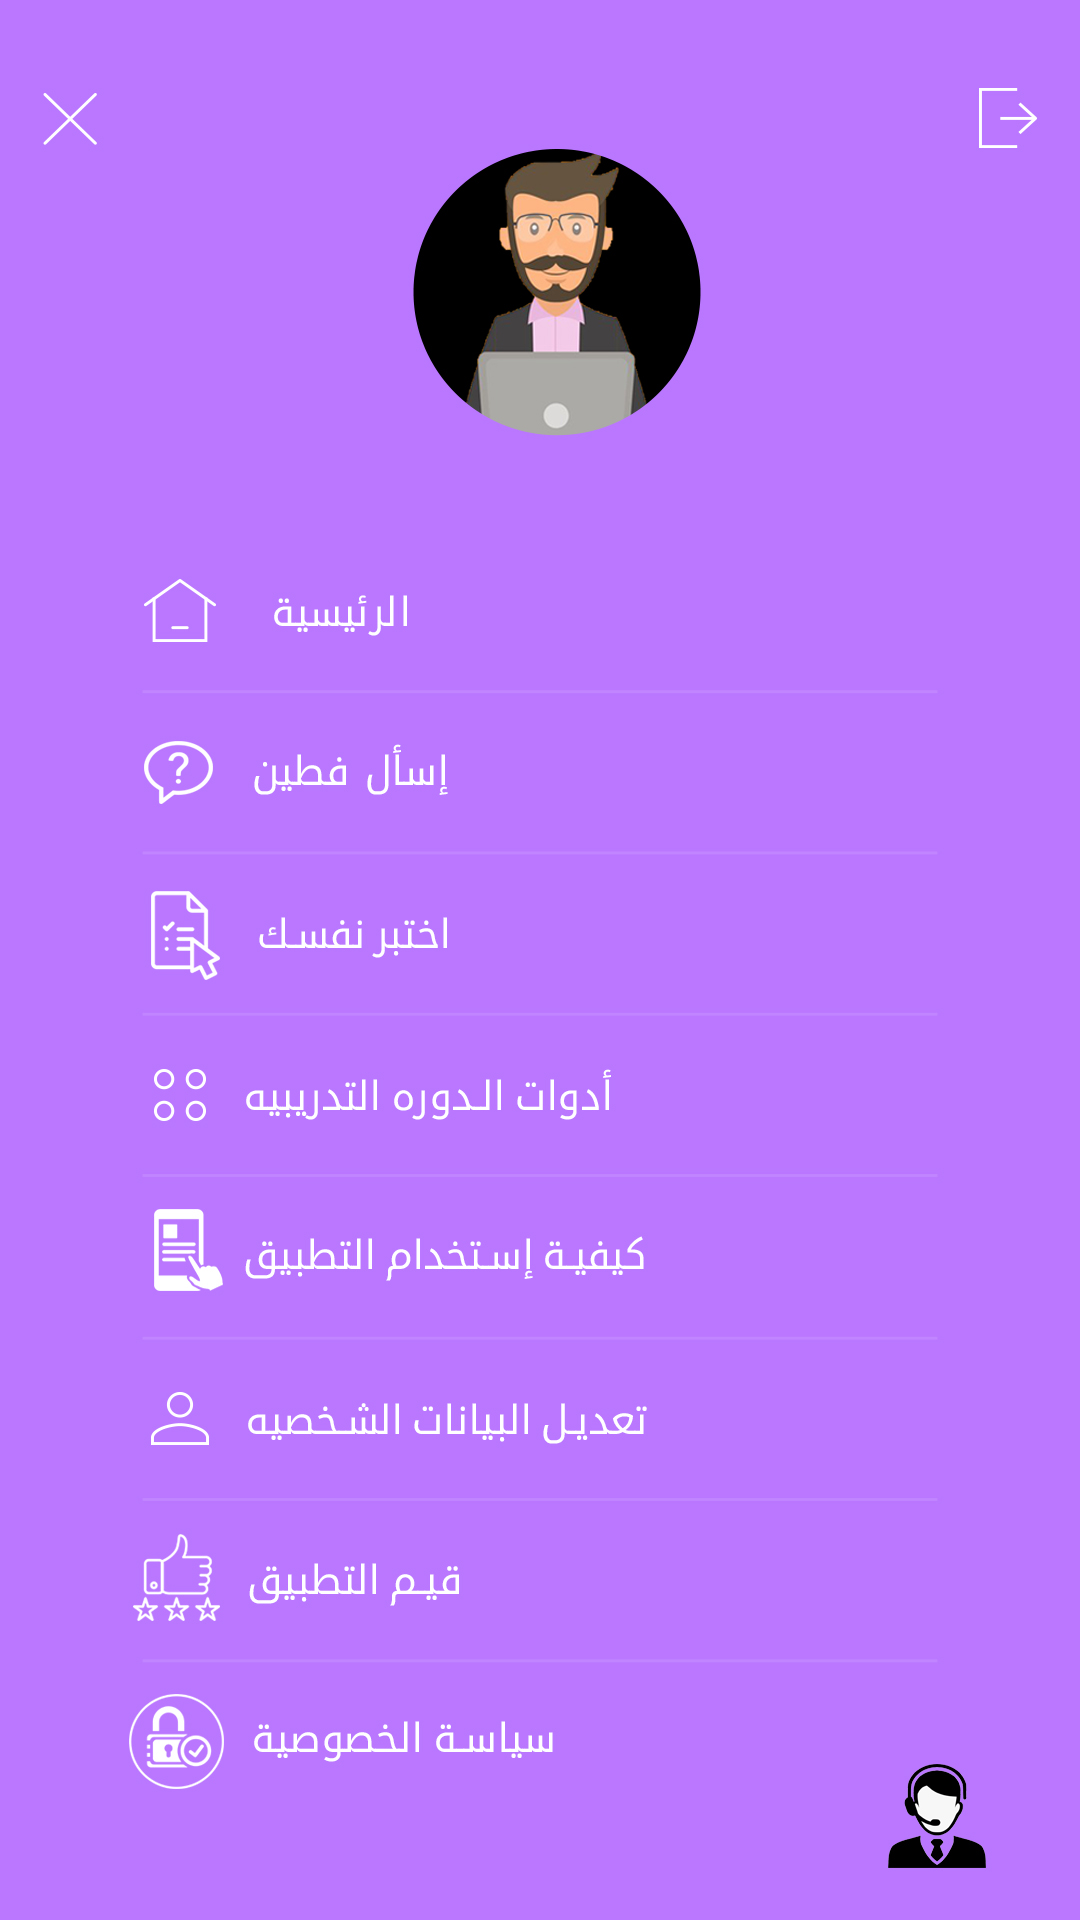 الرئيسية
إسأل فطين
اختبر نفسك
أدوات الدوره التدريبيه
كيفية إستخدام التطبيق
تعديل البيانات الشخصيه
قيم التطبيق
سياسة الخصوصية